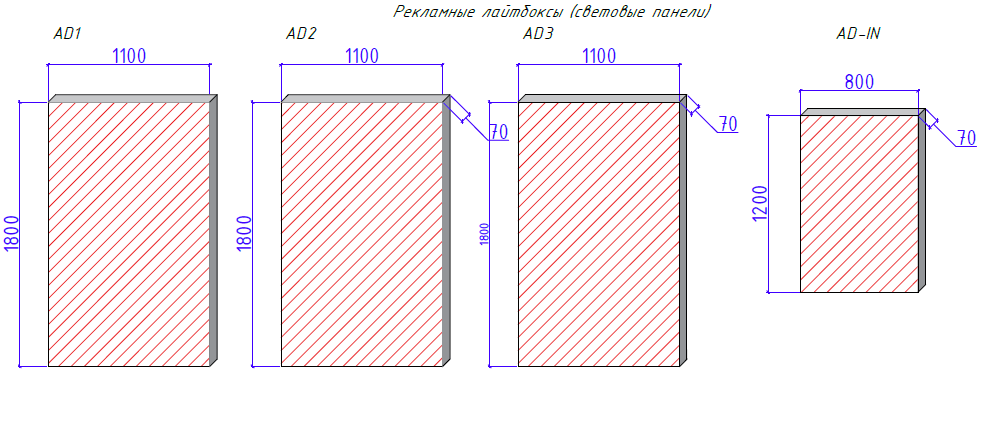 Рекламные лайтбоксы (световые панели)
AD1
AD2
AD3
AD-IN
1100
1100
1100
800
70
70
70
1800
1800
1800
1200